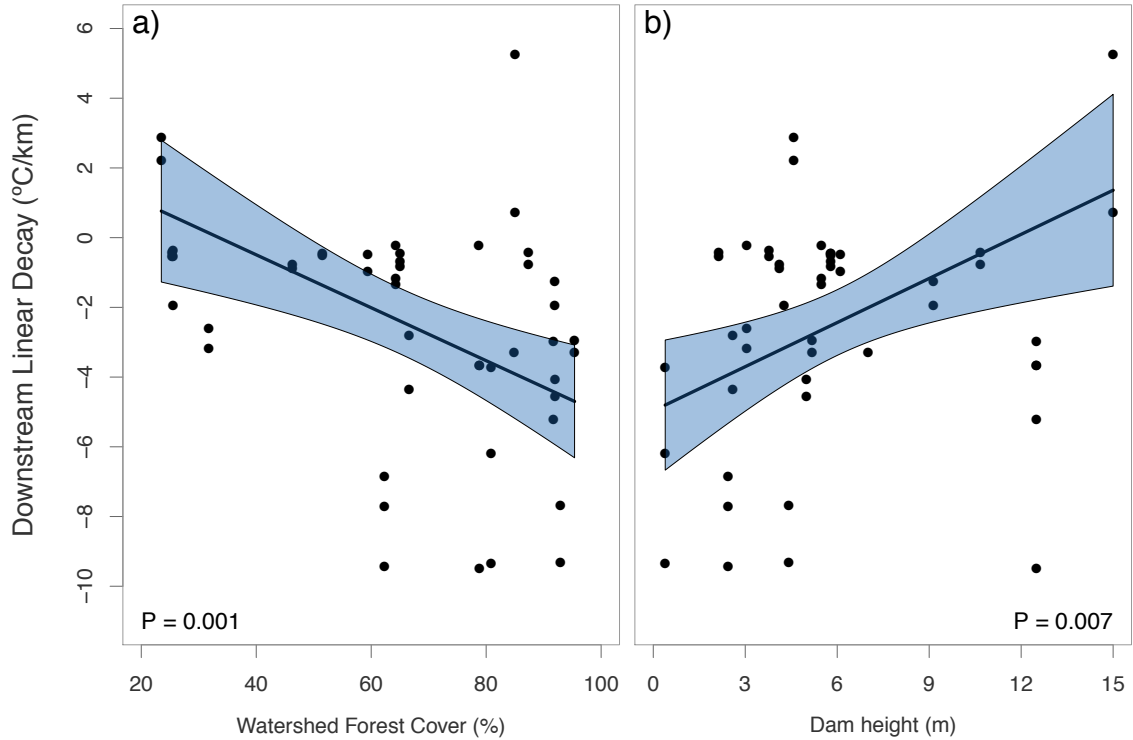 a)
b)
Downstream Linear Decay (ºC/km)
6
4
2
0
−2
−4
−6
−8
−10
P = 0.001
P = 0.007
20 40 60 80 100
0 3 6 9 12 15
Watershed Forest Cover (%)
Dam height (m)